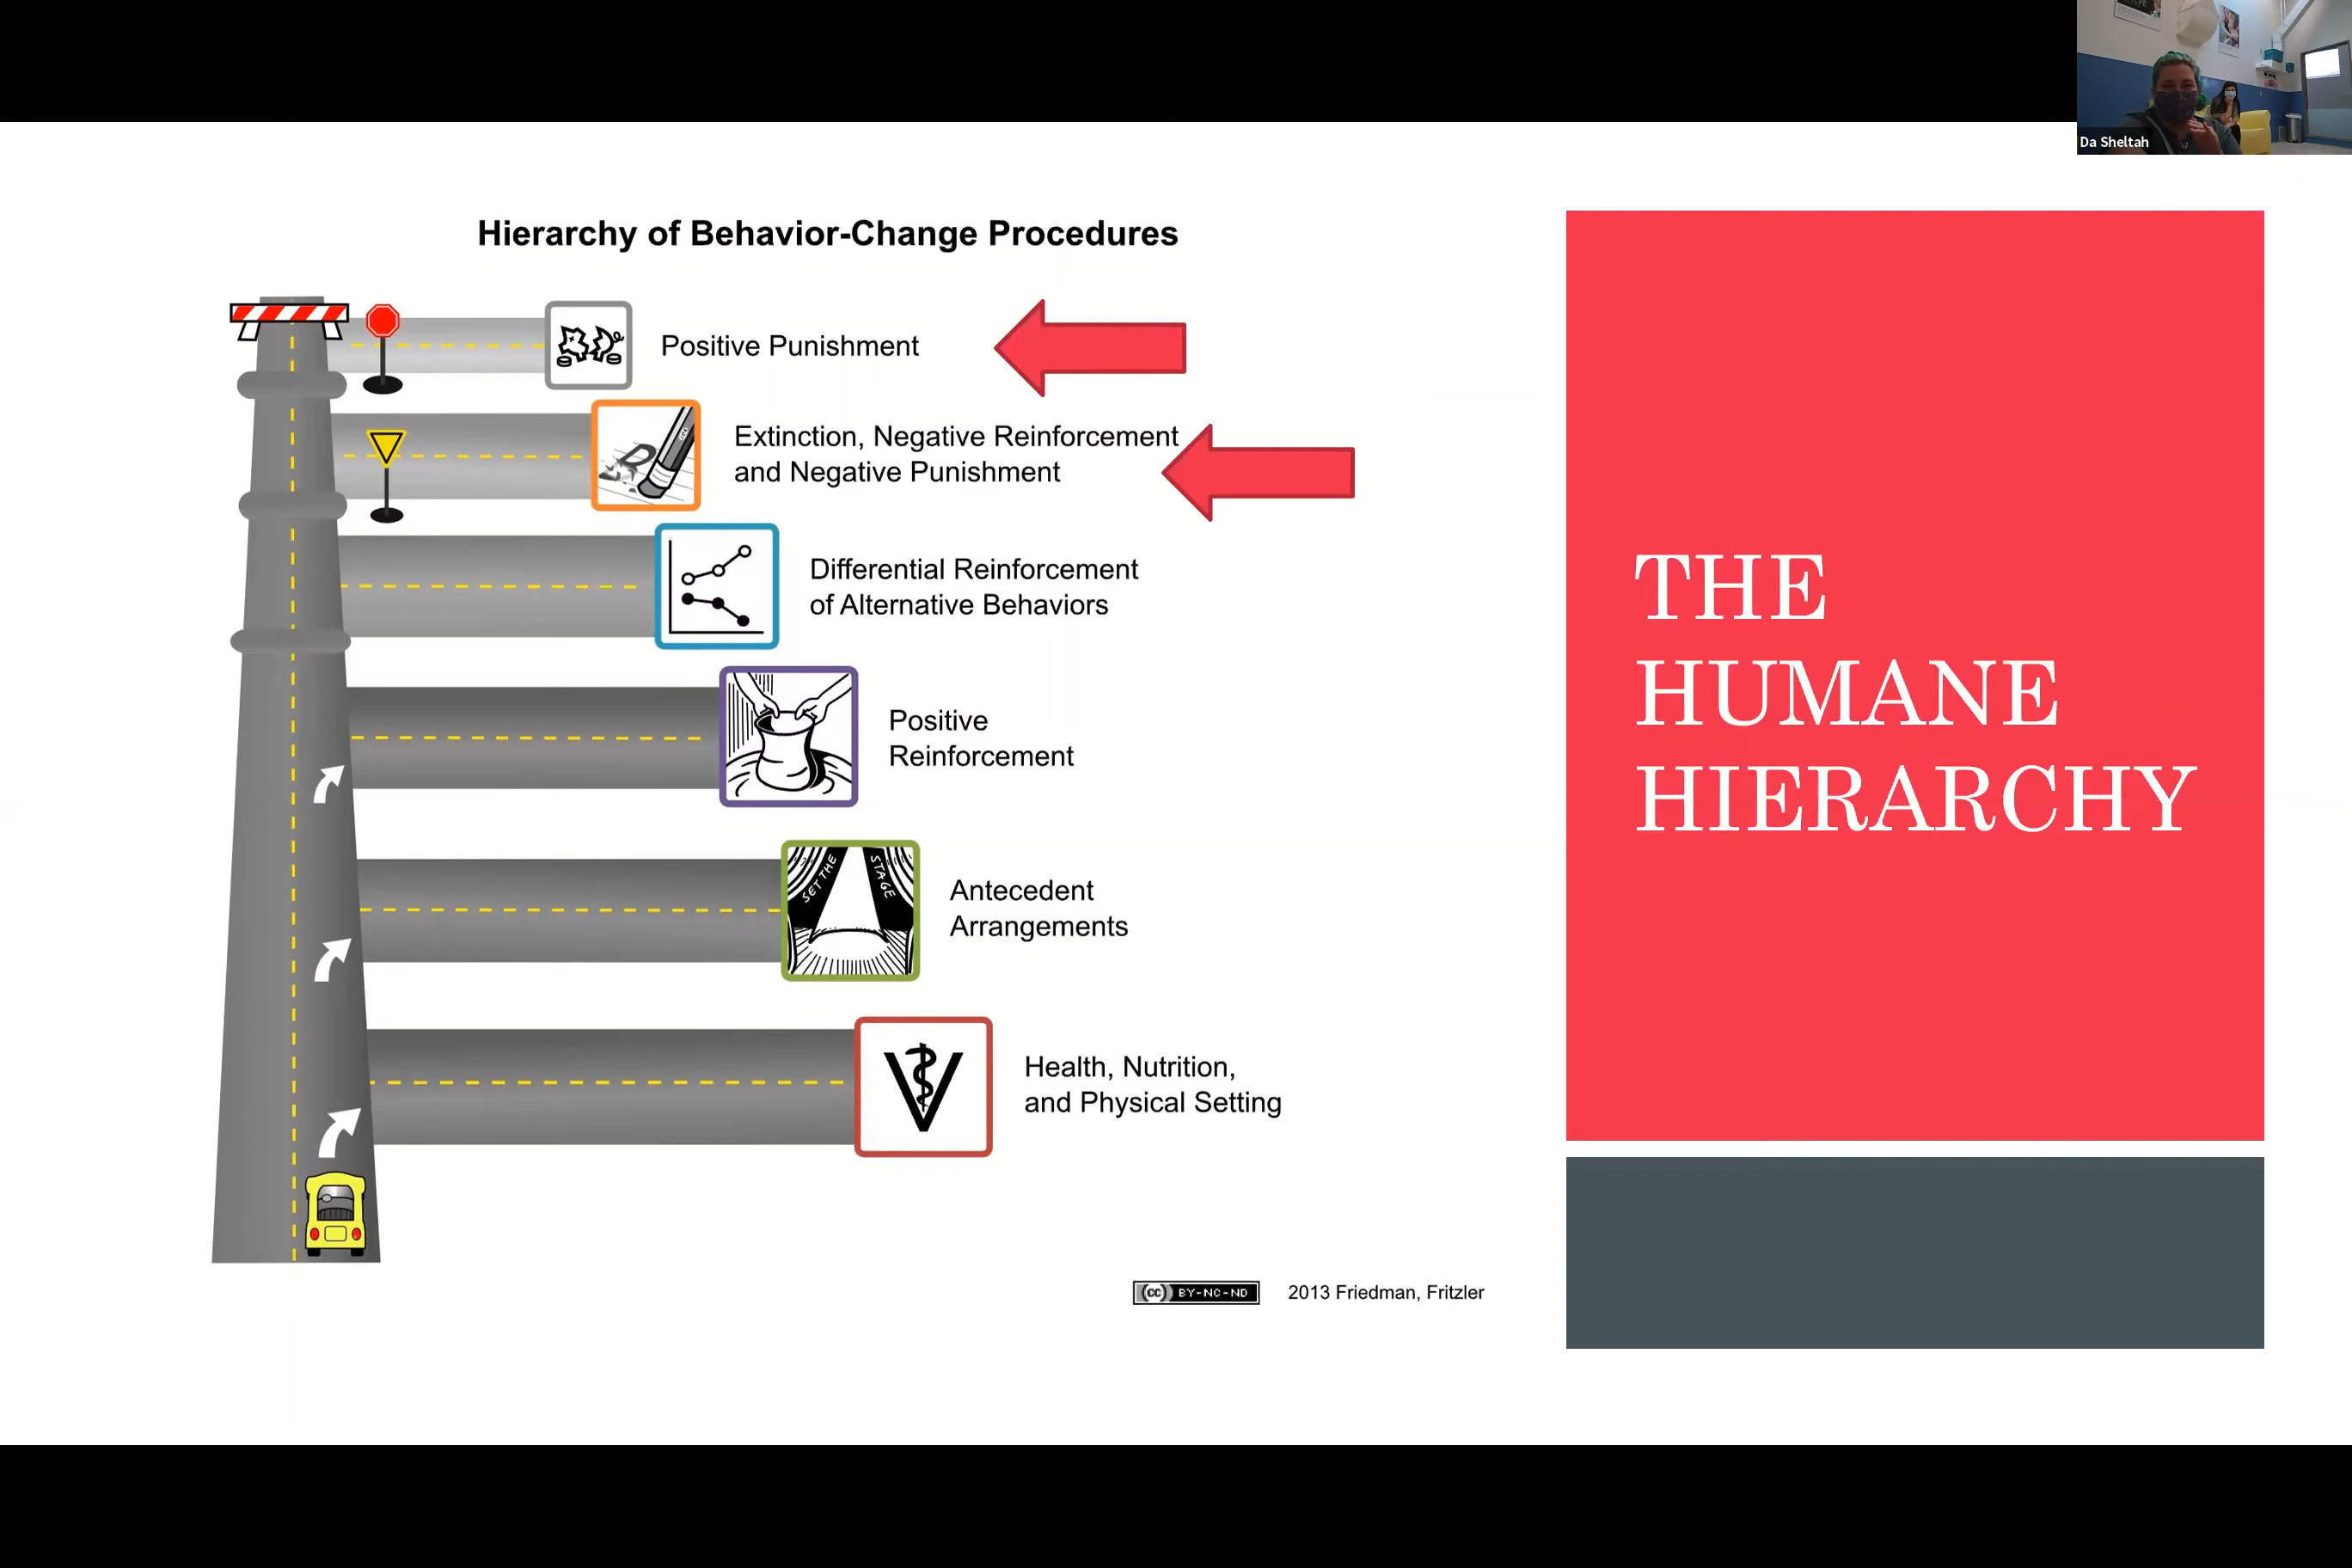 Da Sheltah
Hierarchy of Behavior-Change Procedures
Positive Punishment
Extinction, Negative Reinforcement
and Negative Punishment
Differential Reinforcement
of Alternative Behaviors
Positive
Reinforcement
SET THE STAGE
Antecedent
Arrangements
V
Health, Nutrition,
and Physical Setting
(cc) BY-NC-ND
2013 Friedman, Fritzler
THE
HUMANE
HIERARCHY